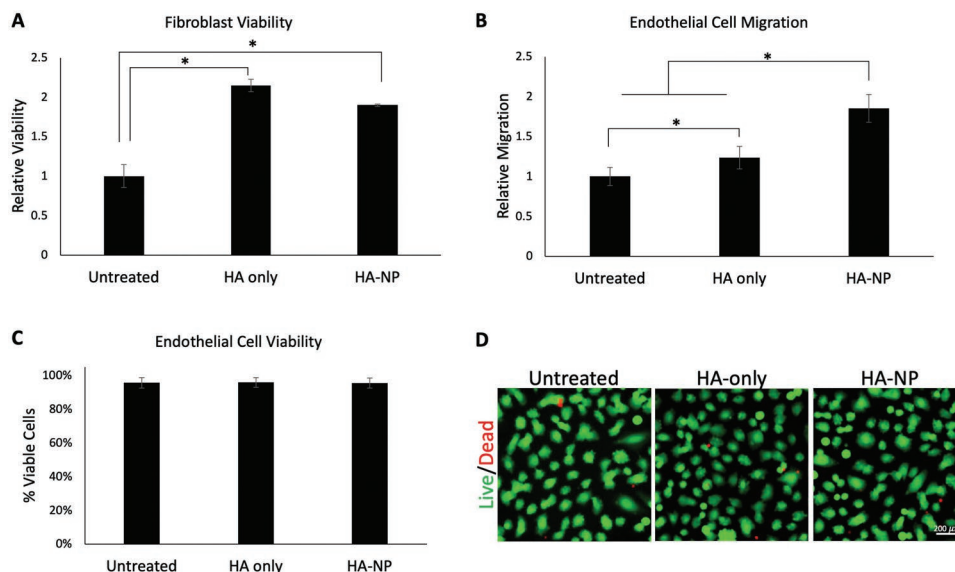 A
Fibroblast Viability
*
*
Relative Viability
2.5
2
1.5
1
0.5
0
Untreated HA only HA-NP
B
Endothelial Cell Migration
*
*
Relative Migration
2.5
2
1.5
1
0.5
0
Untreated HA only HA-NP
C
Endothelial Cell Viability
% Viable Cells
100%
80%
60%
40%
20%
0%
Untreated HA only HA-NP
D
Untreated HA-only HA-NP
Live/Dead
200 µ